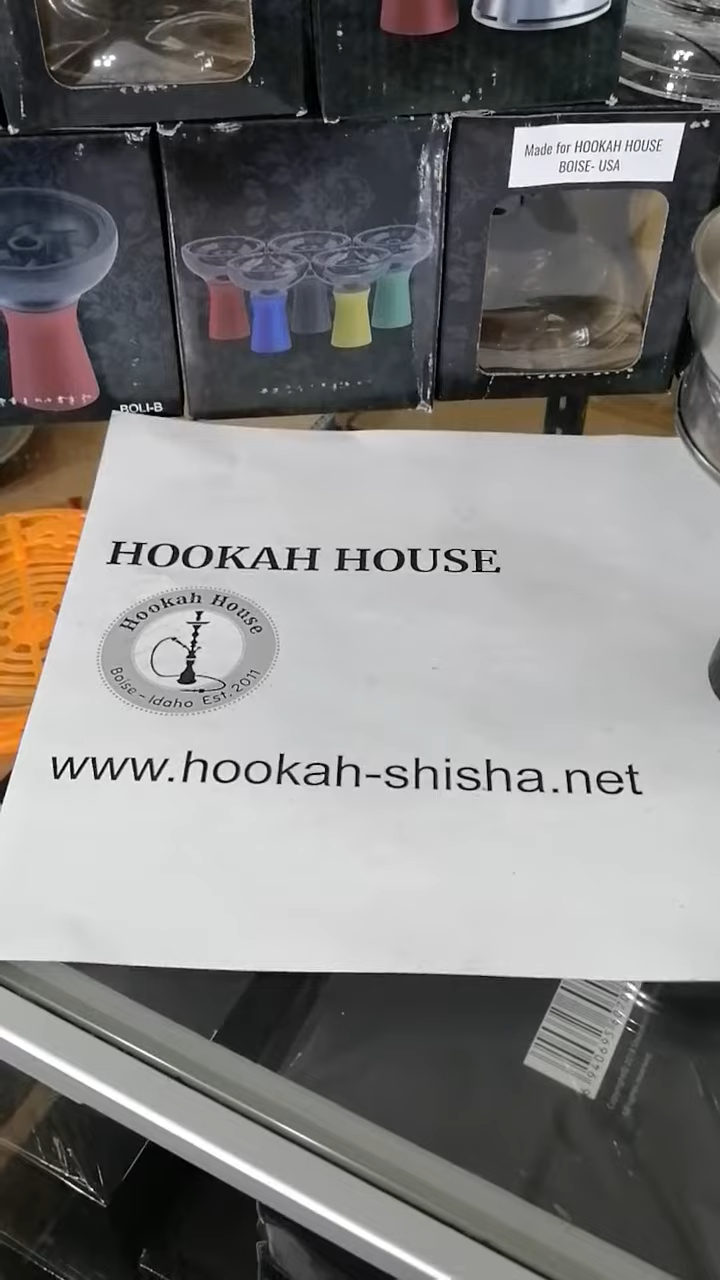 Made for HOOKAH HOUSE
BOISE- USA
BOLI-B
HOOKAH HOUSE
Hookah House
Boise - Idaho Est. 2011
www.hookah-shisha.net